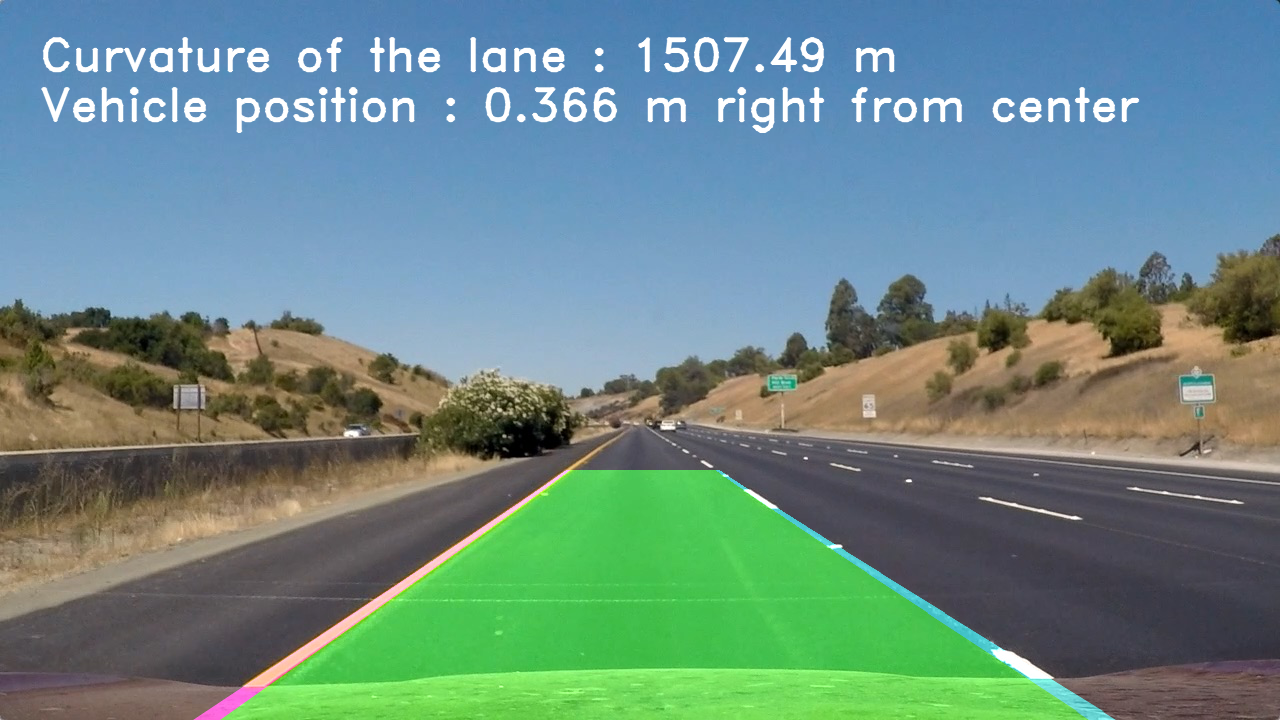 Curvature of the lane : 1507.49 m
Vehicle position : 0.366 m right from center